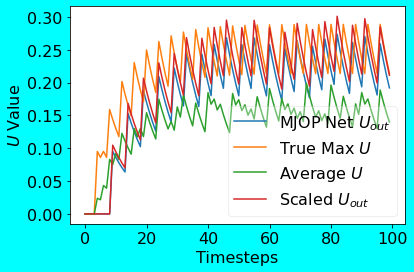 0.30
0.25
0.20
0.15
0.10
0.05
0.00
U Value
0 20 40 60 80 100
Timesteps
MJOP Net U_out
True Max U
Average U
Scaled U_out